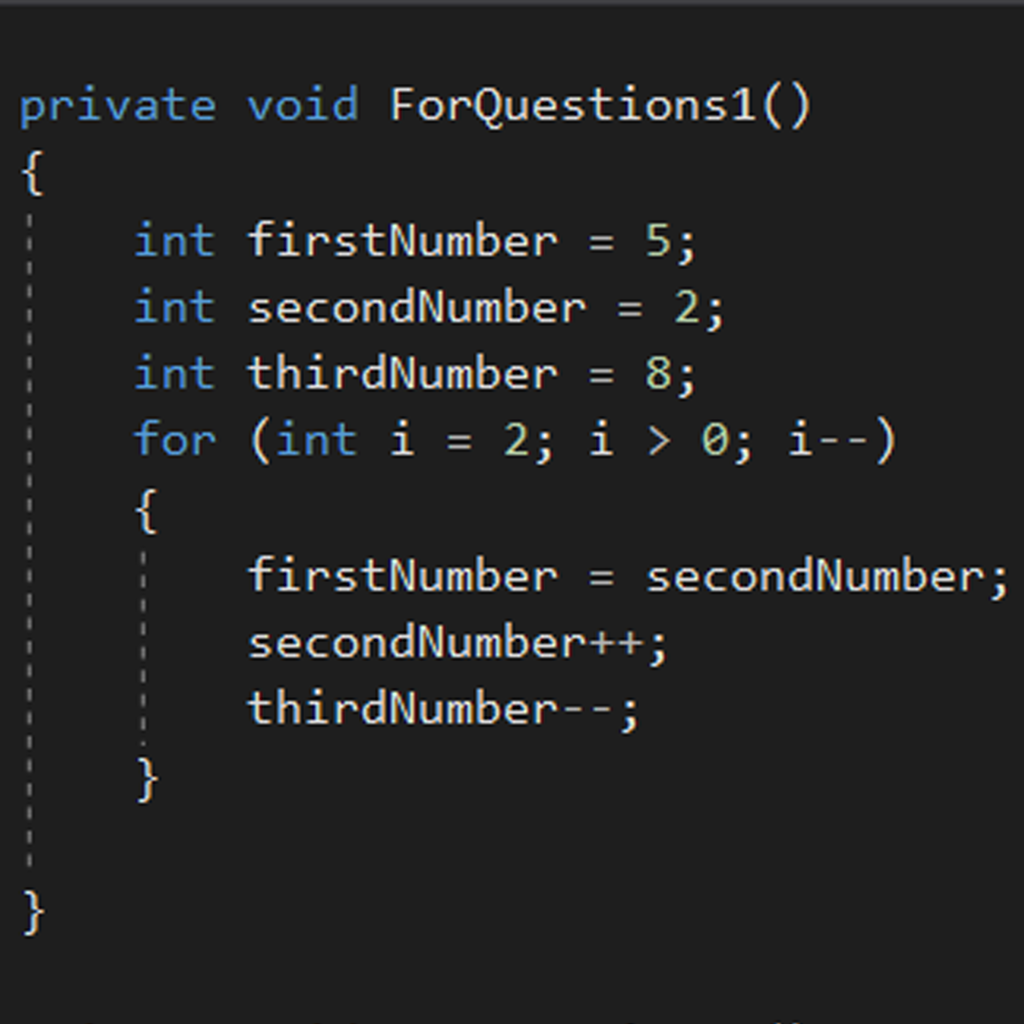 private void ForQuestions1()
{
int firstNumber = 5;
int secondNumber = 2;
int thirdNumber = 8;
for (int i = 2; i > 0; i--)
{
firstNumber = secondNumber;
secondNumber++;
thirdNumber--;
}
}